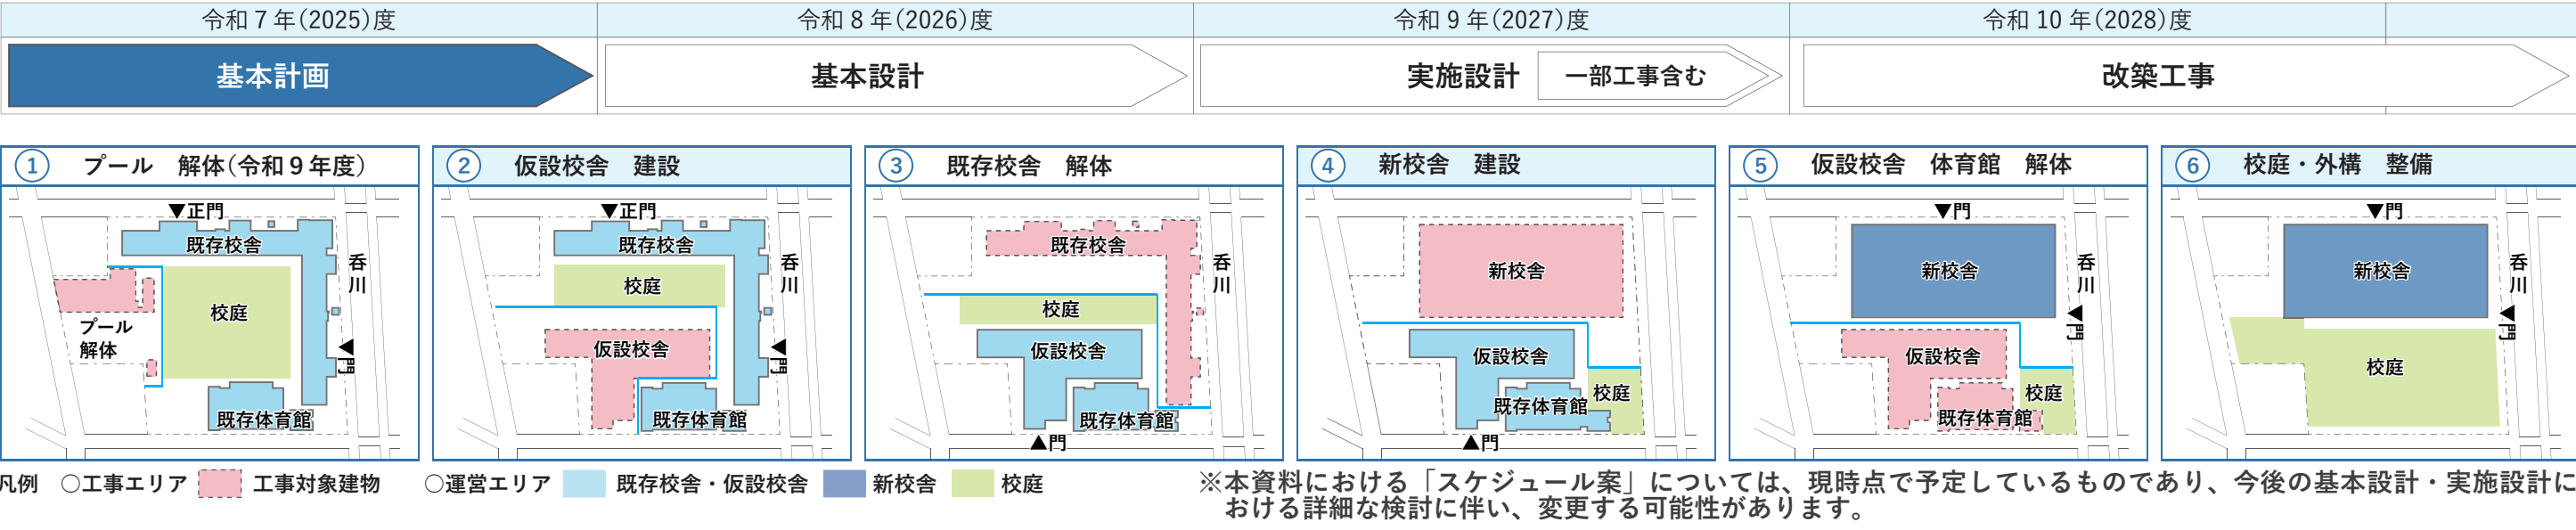 令和７年(2025)度
令和８年(2026)度
令和９年(2027)度
令和 10 年(2028)度
基本計画
基本設計
実施設計
一部工事含む
改築工事
① プール　解体(令和９年度)
▼正門
既存校舎
校庭
プール
解体
既存体育館
呑川
◀門
② 仮設校舎　建設
▼正門
既存校舎
校庭
仮設校舎
既存体育館
呑川
◀門
③ 既存校舎　解体
既存校舎
校庭
仮設校舎
既存体育館
呑川
▲門
④ 新校舎　建設
新校舎
仮設校舎
既存体育館
校庭
▲門
⑤ 仮設校舎　体育館　解体
▼門
新校舎
仮設校舎
既存体育館
校庭
呑川
◀門
⑥ 校庭・外構　整備
▼門
新校舎
校庭
呑川
◀門
凡例　○工事エリア　工事対象建物　○運営エリア　既存校舎・仮設校舎　新校舎　校庭
※本資料における「スケジュール案」については、現時点で予定しているものであり、今後の基本設計・実施設計に
おける詳細な検討に伴い、変更する可能性があります。